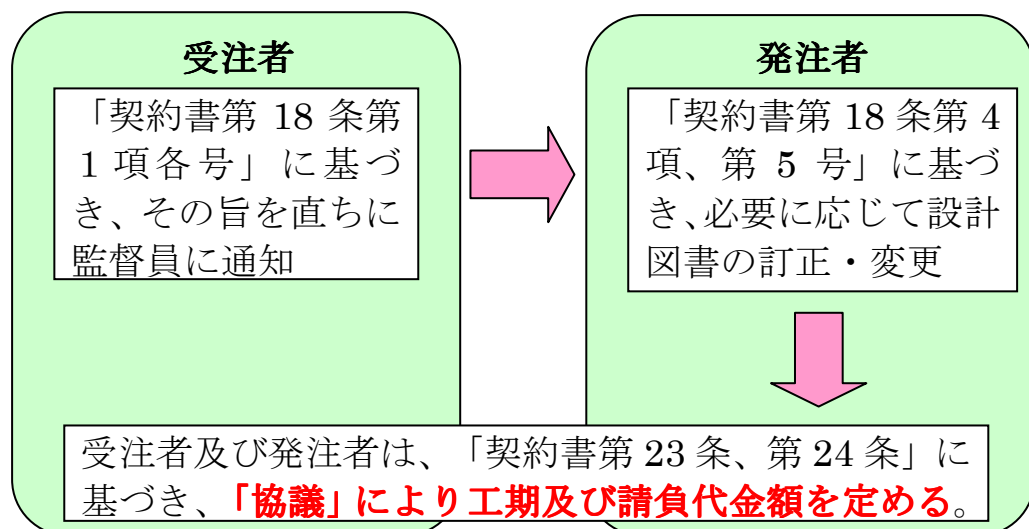 受注者
「契約書第 18 条第
1 項各号」に基づ
き、その旨を直ちに
監督員に通知
発注者
「契約書第 18 条第 4
項、第 5 号」に基づ
き、必要に応じて設計
図書の訂正・変更
受注者及び発注者は、「契約書第 23 条、第 24 条」に
基づき、「協議」により工期及び請負代金額を定める。